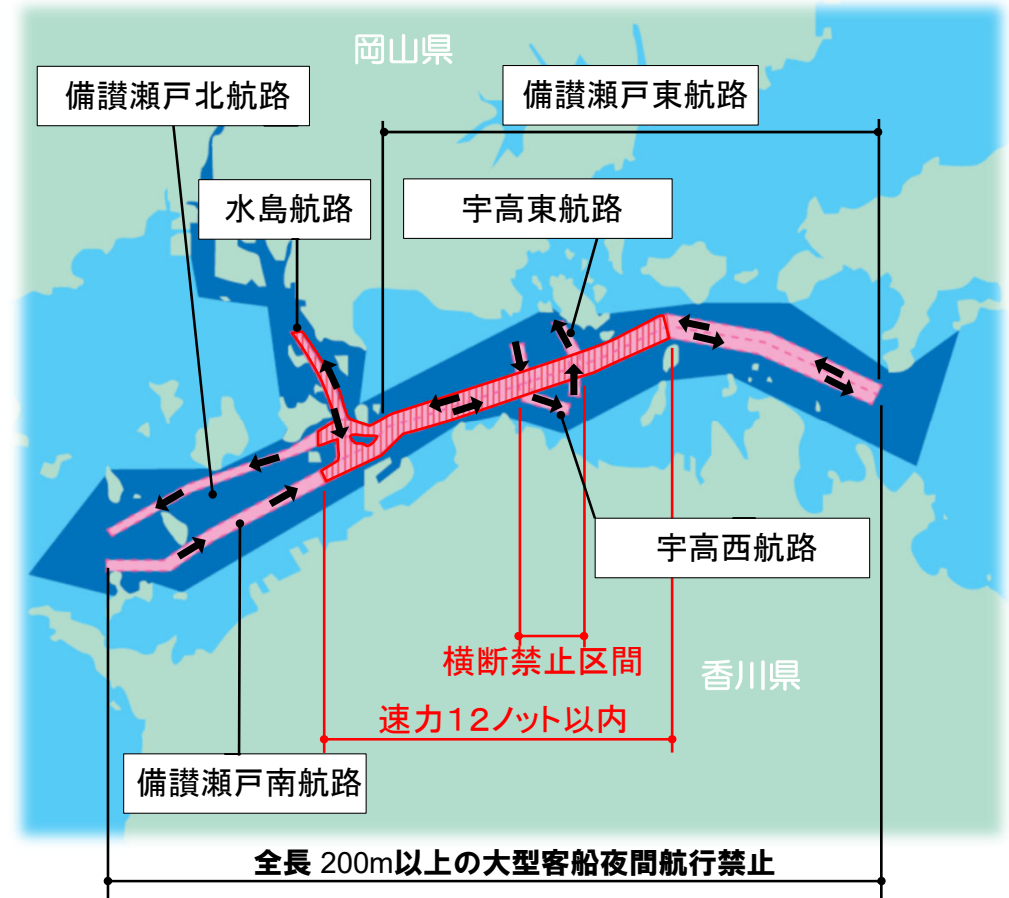 岡山県
備讃瀬戸北航路
備讃瀬戸東航路
水島航路
宇高東航路
宇高西航路
横断禁止区間
香川県
速力12ノット以内
備讃瀬戸南航路
全長 200m以上の大型客船夜間航行禁止